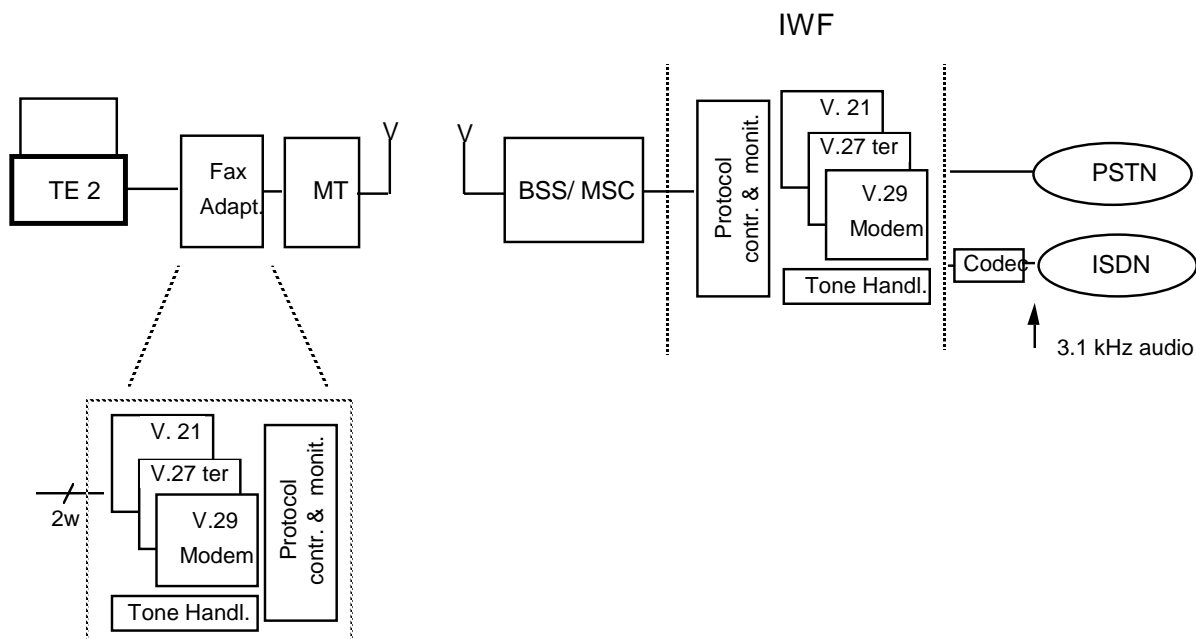 IWF
TE 2
Fax
Adapt.
MT
V
V
BSS/ MSC
Protocol
contr. & monit.
V. 21
V.27 ter
V.29
Modem
Tone Handl.
PSTN
Codec
ISDN
3.1 kHz audio
2w
V. 21
V.27 ter
V.29
Modem
Tone Handl.
Protocol
contr. & monit.